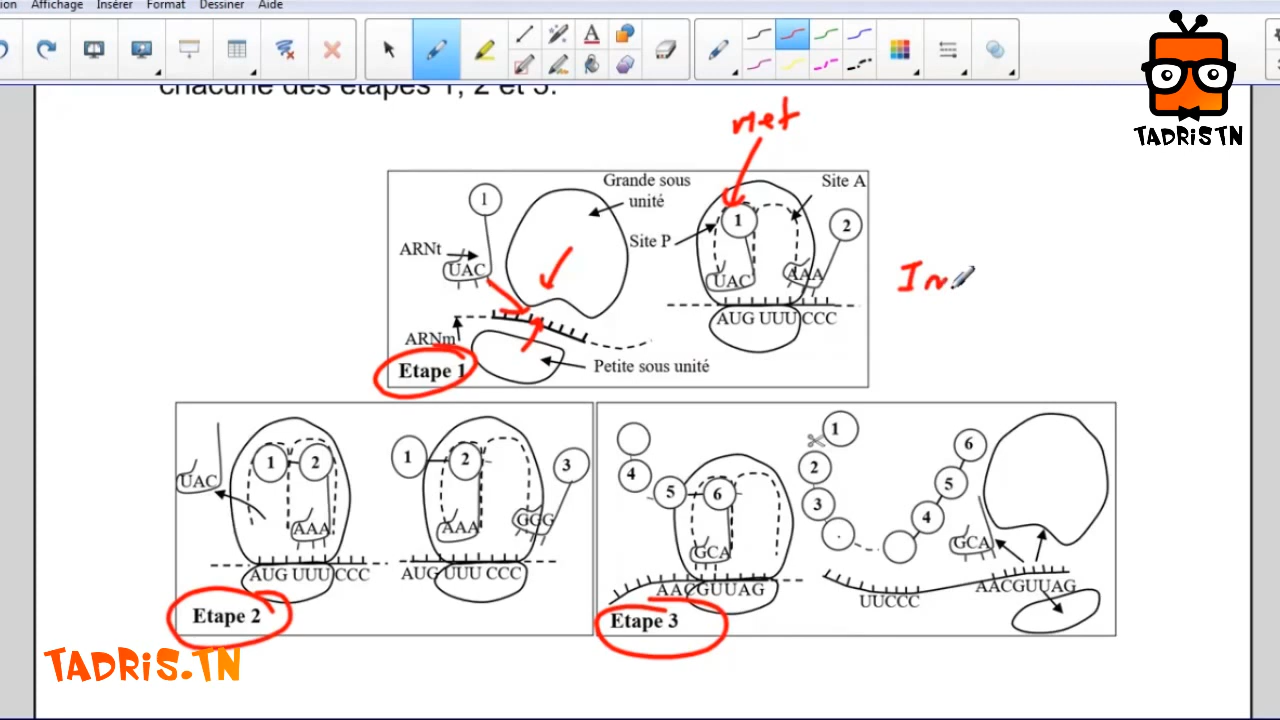 ion Affichage Insérer Format Dessiner Aide
TADRISTN
chacune des étapes 1, 2 et 3.
Met
1
Grande sous
unité
Site A
ARNt
UAC
Site P
1
2
UAC
AAA
In
AUG UUU CCC
ARNm
Etape 1
Petite sous unité
UAC
1
2
AAA
AUG UUU CCC
Etape 2
1
2
3
AAA
GGG
AUG UUU CCC
4
5
6
GCA
AACGUUAG
Etape 3
1
2
3
4
5
6
GCA
UUCCC
AACGUUAG
TADRIS.TN